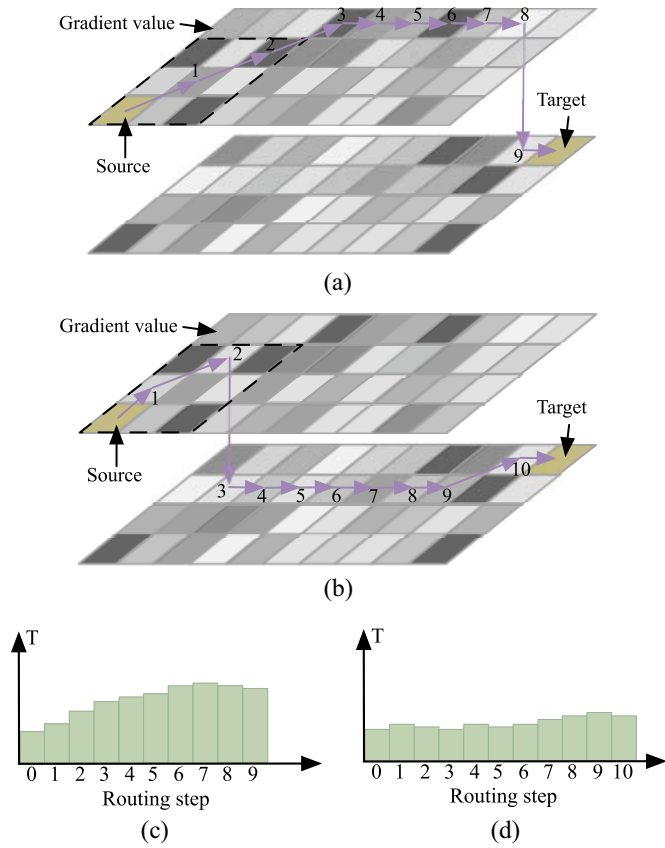 Gradient value
3 4 5 6 7 8
2
1
Target
9
Source
(a)
Gradient value
2
1
Target
Source
10
3 4 5 6 7 8 9
(b)
T
0 1 2 3 4 5 6 7 8 9
Routing step
(c)
T
0 1 2 3 4 5 6 7 8 9 10
Routing step
(d)